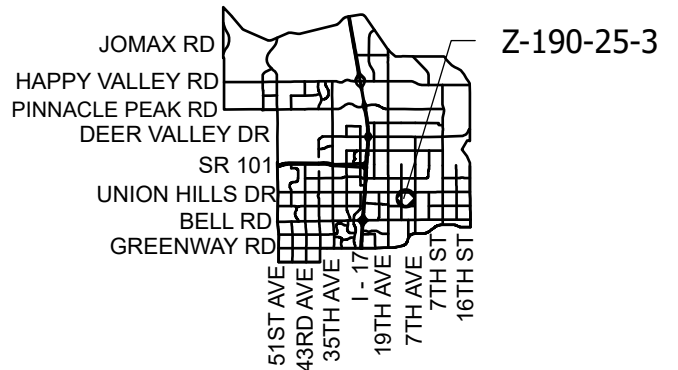 JOMAX RD
Z-190-25-3
HAPPY VALLEY RD
PINNACLE PEAK RD
DEER VALLEY DR
SR 101
UNION HILLS DR
BELL RD
GREENWAY RD
51ST AVE
43RD AVE
35TH AVE
I - 17
19TH AVE
7TH AVE
7TH ST
16TH ST